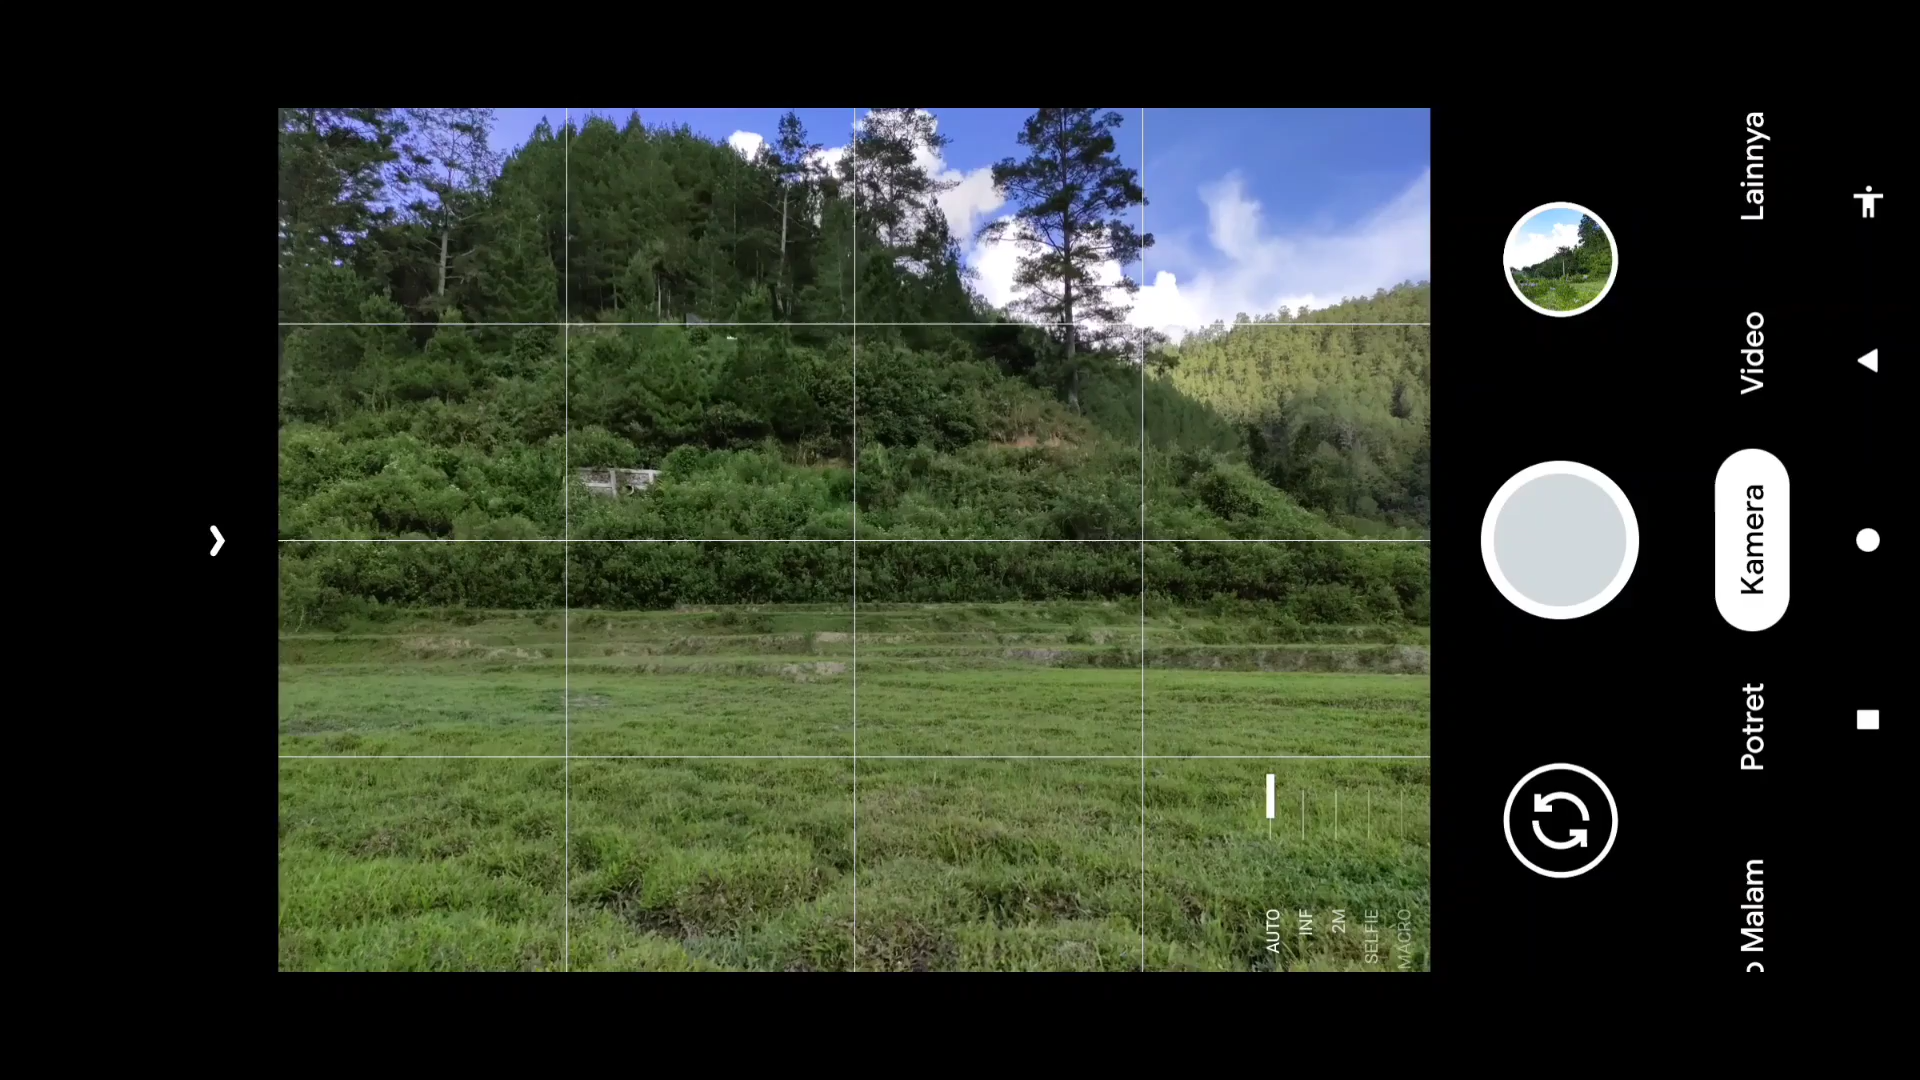 Lainnya
Video
Kamera
Potret
o Malam
AUTO
INF
2M
SELFIE
MACRO